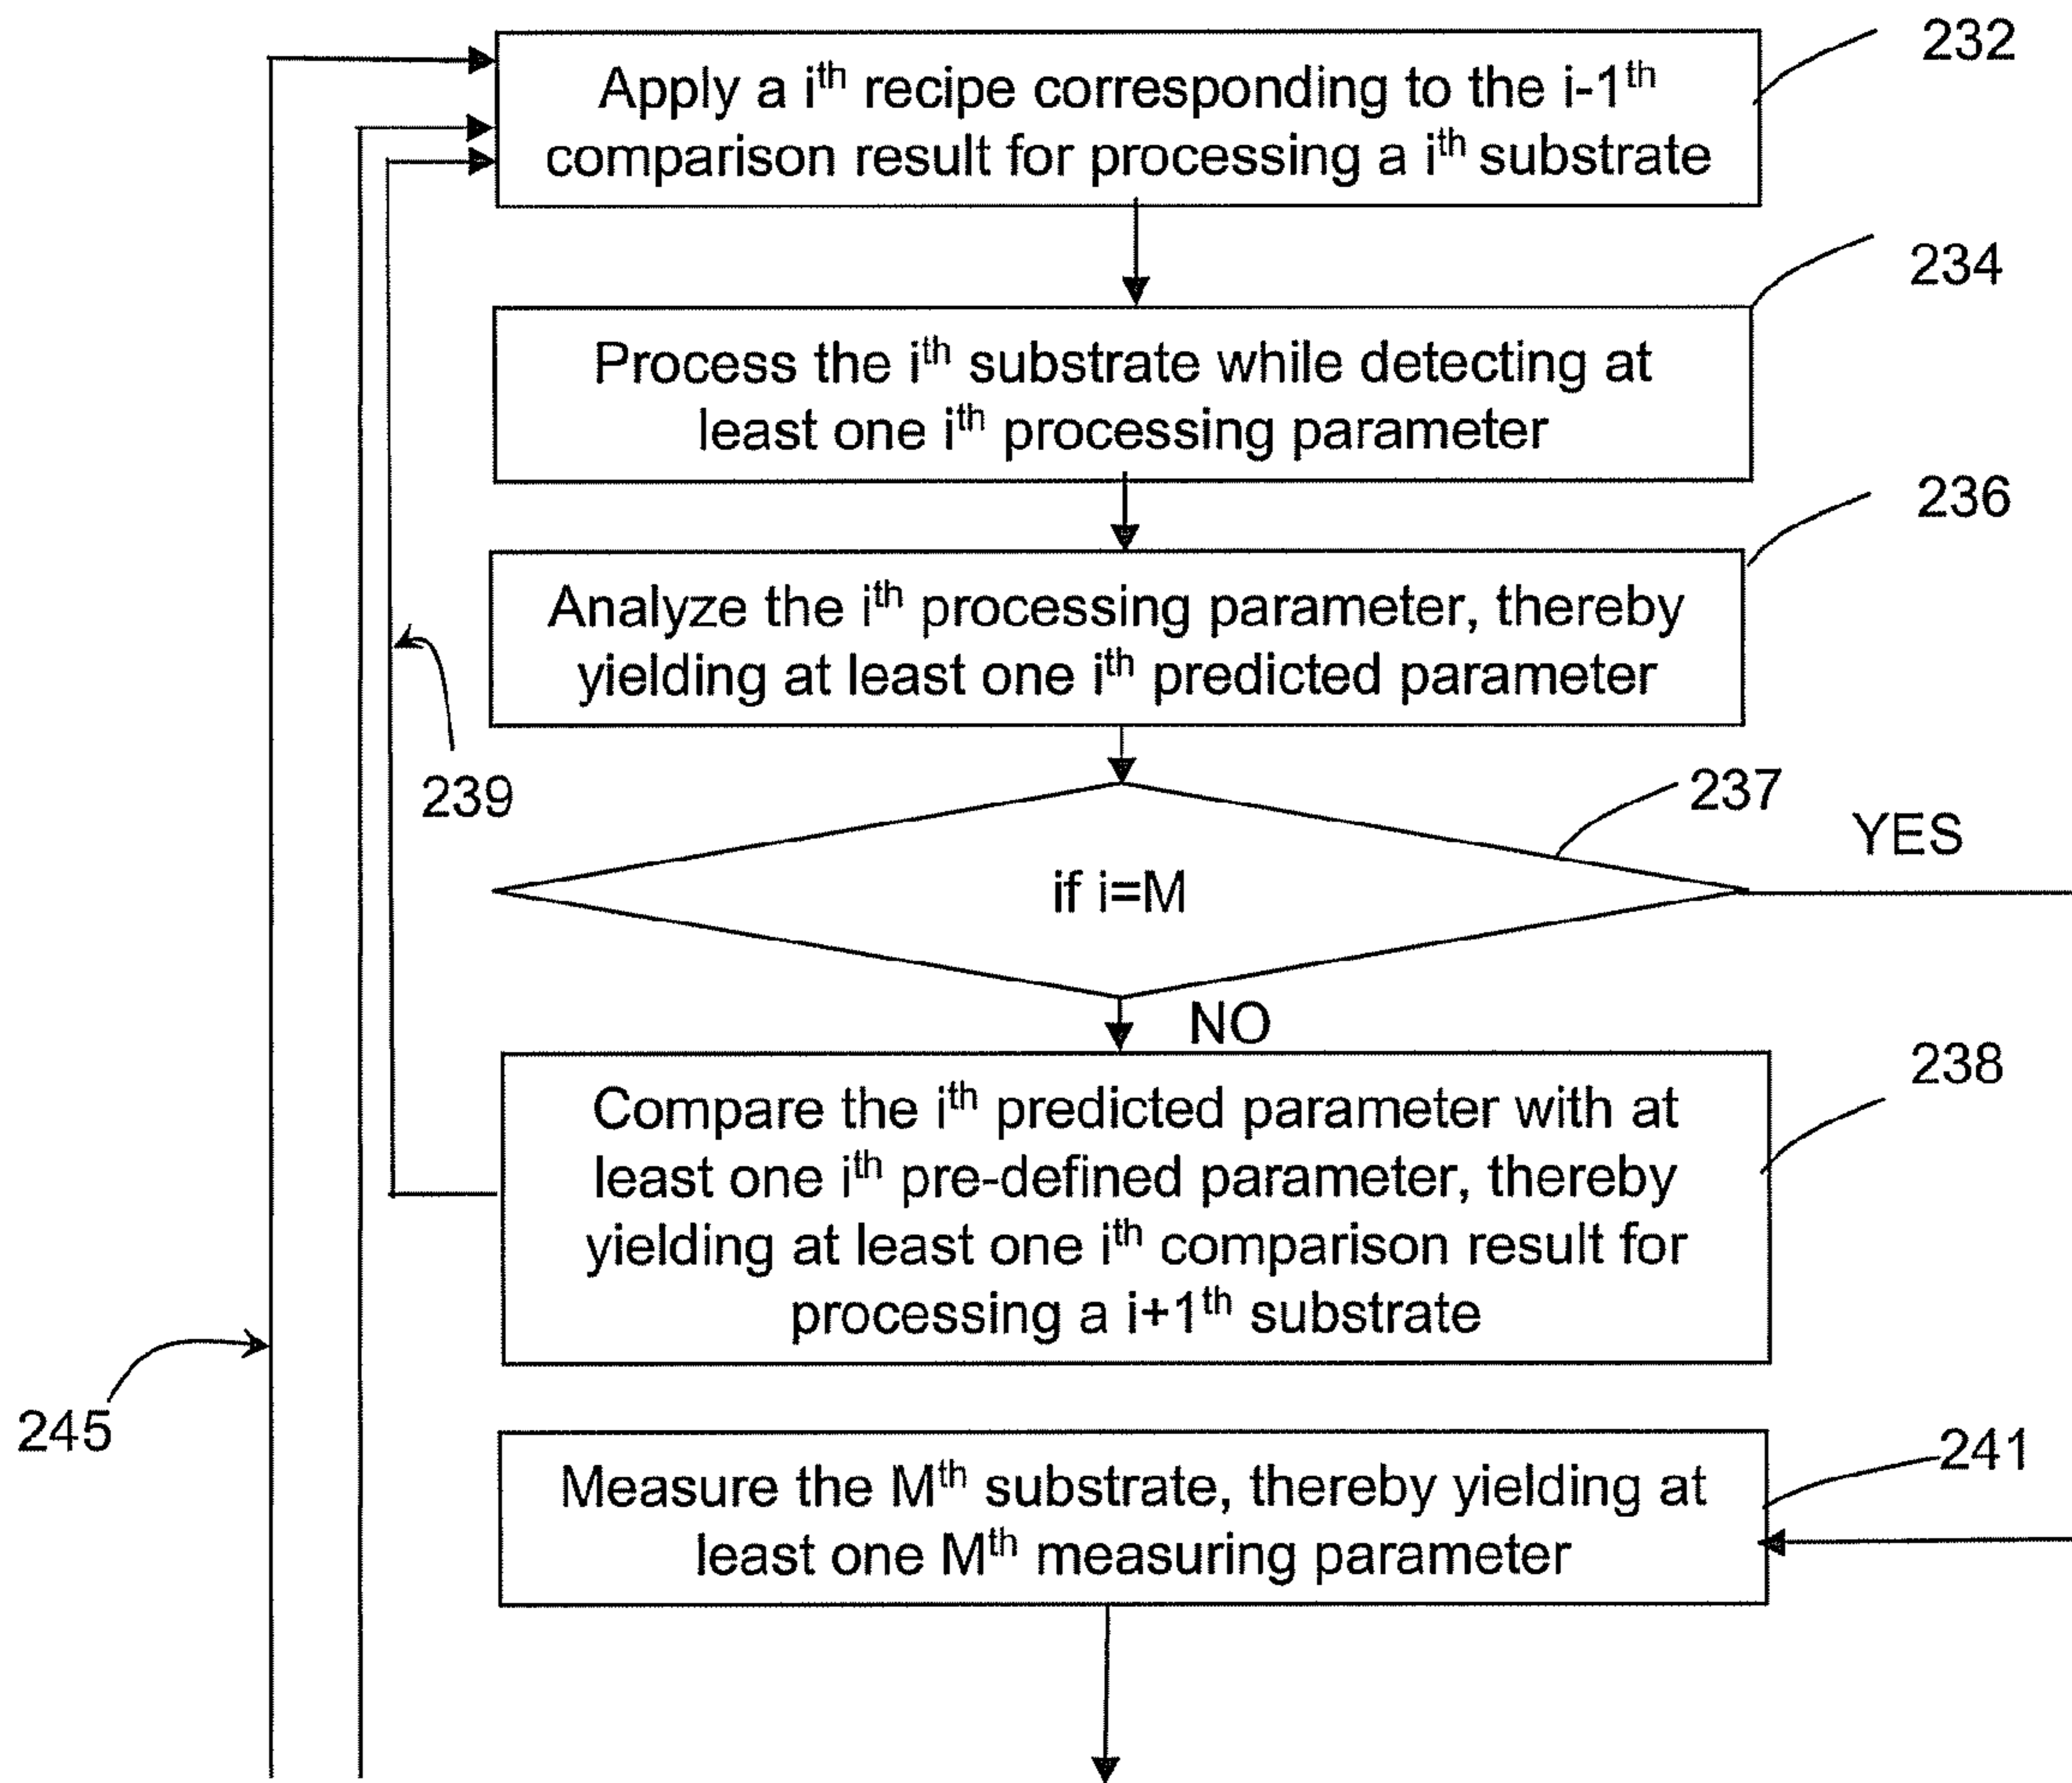 232
Apply a iᵗʰ recipe corresponding to the i-1ᵗʰ
comparison result for processing a iᵗʰ substrate
234
Process the iᵗʰ substrate while detecting at
least one iᵗʰ processing parameter
236
Analyze the iᵗʰ processing parameter, thereby
yielding at least one iᵗʰ predicted parameter
239
237
YES
if i=M
NO
238
Compare the iᵗʰ predicted parameter with at
least one iᵗʰ pre-defined parameter, thereby
yielding at least one iᵗʰ comparison result for
processing a i+1ᵗʰ substrate
245
241
Measure the Mᵗʰ substrate, thereby yielding at
least one Mᵗʰ measuring parameter